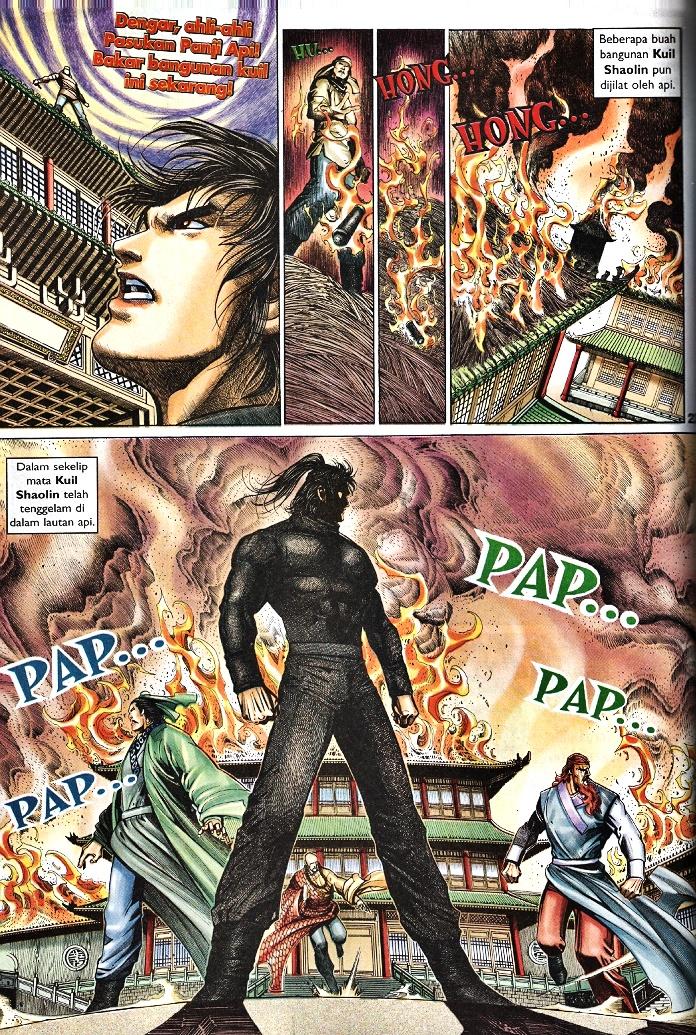 Dengar, ahli-ahli
Pasukan Panji Api!
Bakar bangunan kuil
ini sekarang!
HU...
HONG...
HONG...
Beberapa buah
bangunan Kuil
Shaolin pun
dijilat oleh api.
Dalam sekelip
mata Kuil
Shaolin telah
tenggelam di
dalam lautan api.
PAP...
PAP...
PAP...
PAP...
2